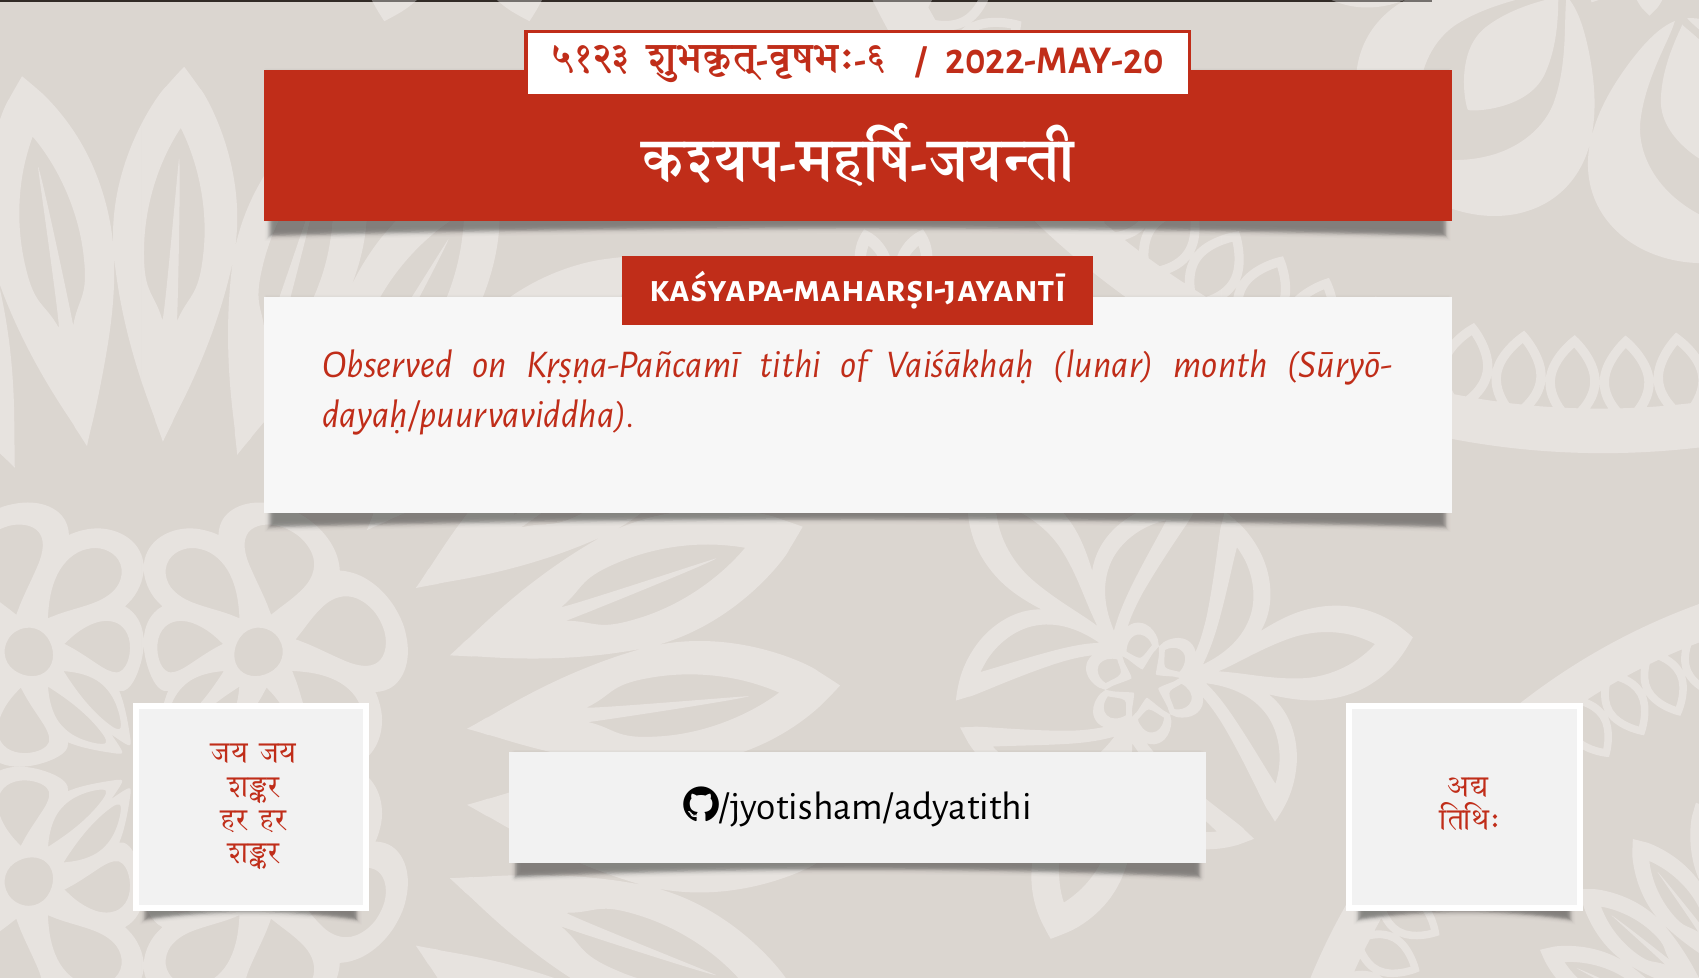 ५१२३ शुभकृत्-वृषभः-६ / 2022-MAY-20
कश्यप-महर्षि-जयन्ती
KAŚYAPA-MAHARṢI-JAYANTĪ
Observed on Kṛṣṇa-Pañcamī tithi of Vaiśākhaḥ (lunar) month (Sūryō-
dayaḥ/puurvaviddha).
जय जय
शङ्कर
हर हर
शङ्कर
/jyotisham/adyatithi
अद्य
तिथिः